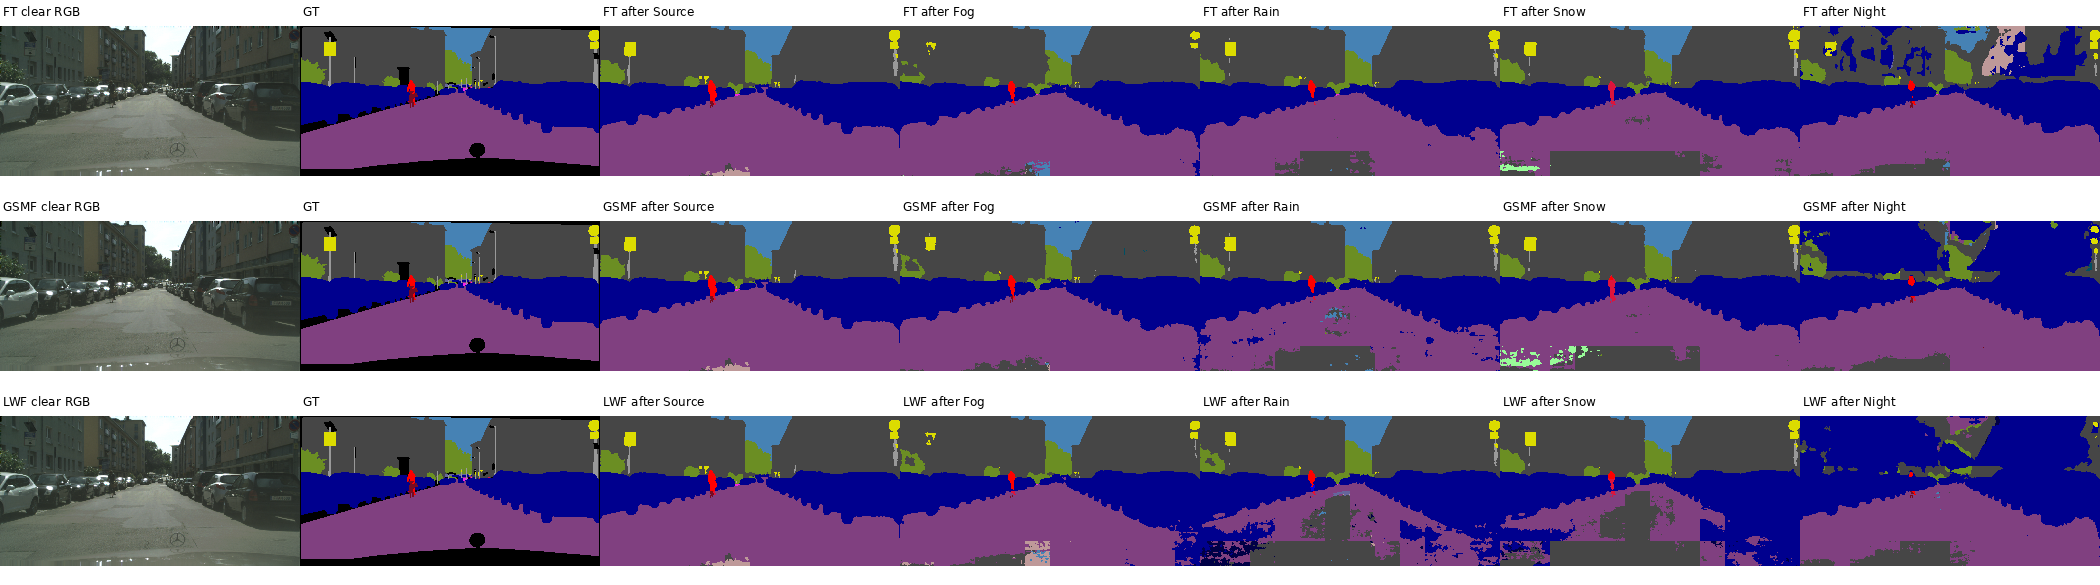 FT clear RGB GT FT after Source FT after Fog FT after Rain FT after Snow FT after Night
GSMF clear RGB GT GSMF after Source GSMF after Fog GSMF after Rain GSMF after Snow GSMF after Night
LWF clear RGB GT LWF after Source LWF after Fog LWF after Rain LWF after Snow LWF after Night